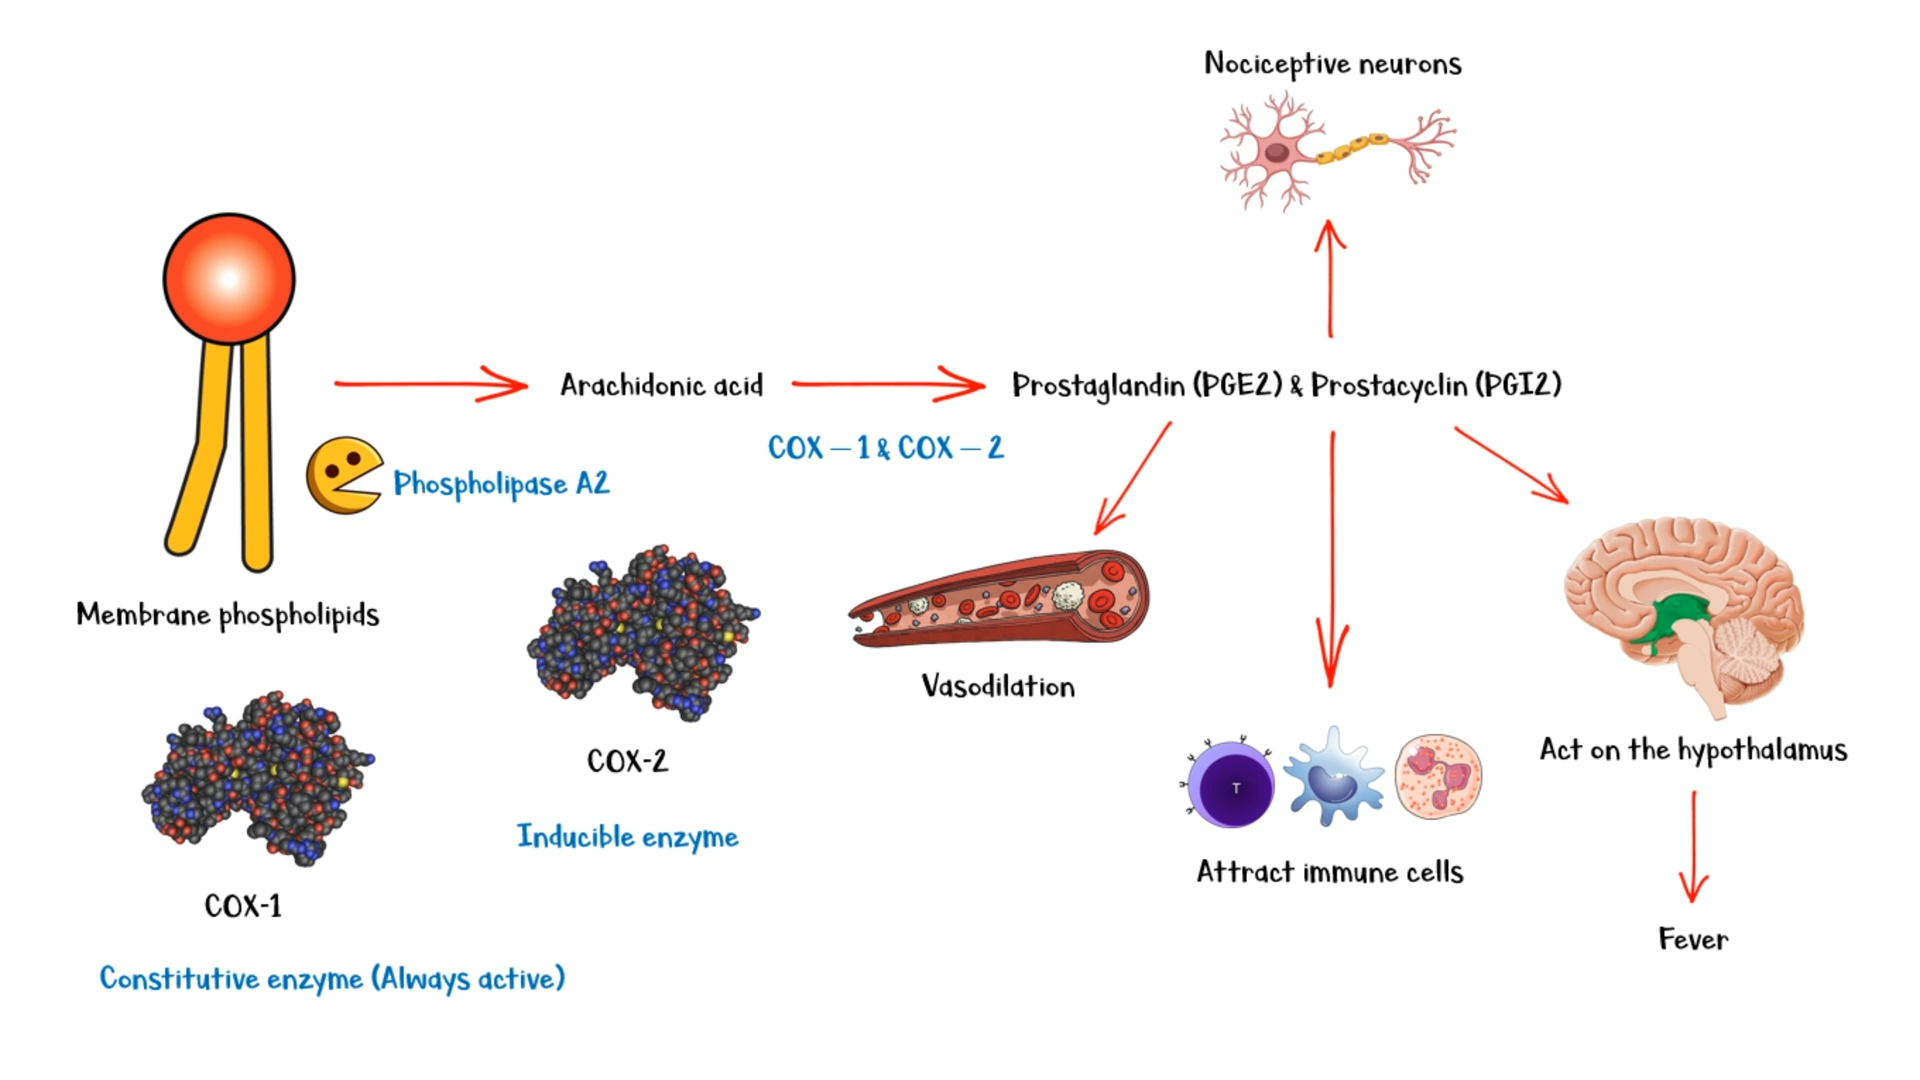 Nociceptive neurons
Arachidonic acid
Prostaglandin (PGE2) & Prostacyclin (PGI2)
COX – 1 & COX – 2
Phospholipase A2
Membrane phospholipids
Vasodilation
COX-2
Act on the hypothalamus
T
Inducible enzyme
Attract immune cells
COX-1
Fever
Constitutive enzyme (Always active)